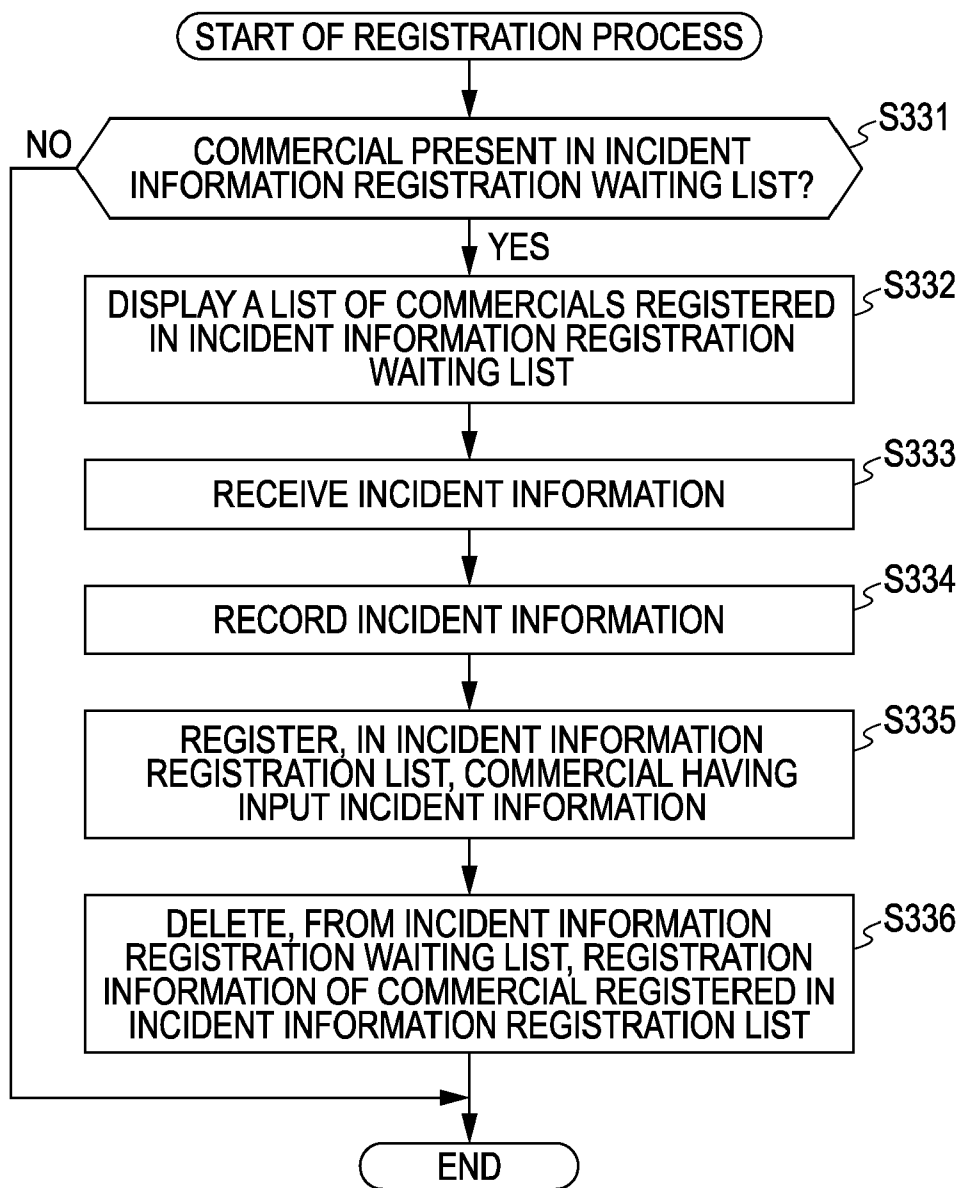 START OF REGISTRATION PROCESS
S331
NO
COMMERCIAL PRESENT IN INCIDENT
INFORMATION REGISTRATION WAITING LIST?
YES
S332
DISPLAY A LIST OF COMMERCIALS REGISTERED
IN INCIDENT INFORMATION REGISTRATION
WAITING LIST
S333
RECEIVE INCIDENT INFORMATION
S334
RECORD INCIDENT INFORMATION
S335
REGISTER, IN INCIDENT INFORMATION
REGISTRATION LIST, COMMERCIAL HAVING
INPUT INCIDENT INFORMATION
S336
DELETE, FROM INCIDENT INFORMATION
REGISTRATION WAITING LIST, REGISTRATION
INFORMATION OF COMMERCIAL REGISTERED IN
INCIDENT INFORMATION REGISTRATION LIST
END